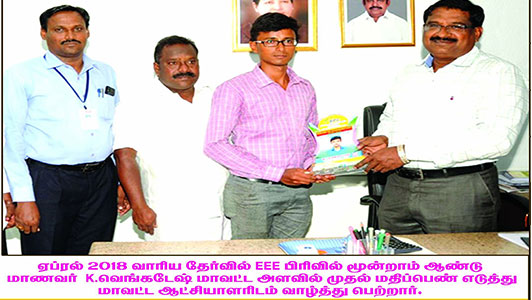 ஏப்ரல் 2018 வாரிய தேர்வில் EEE பிரிவில் மூன்றாம் ஆண்டு
மாணவர் K.வெங்கடேஷ் மாவட்ட அளவில் முதல் மதிப்பெண் எடுத்து
மாவட்ட ஆட்சியாளரிடம் வாழ்த்து பெற்றார்.